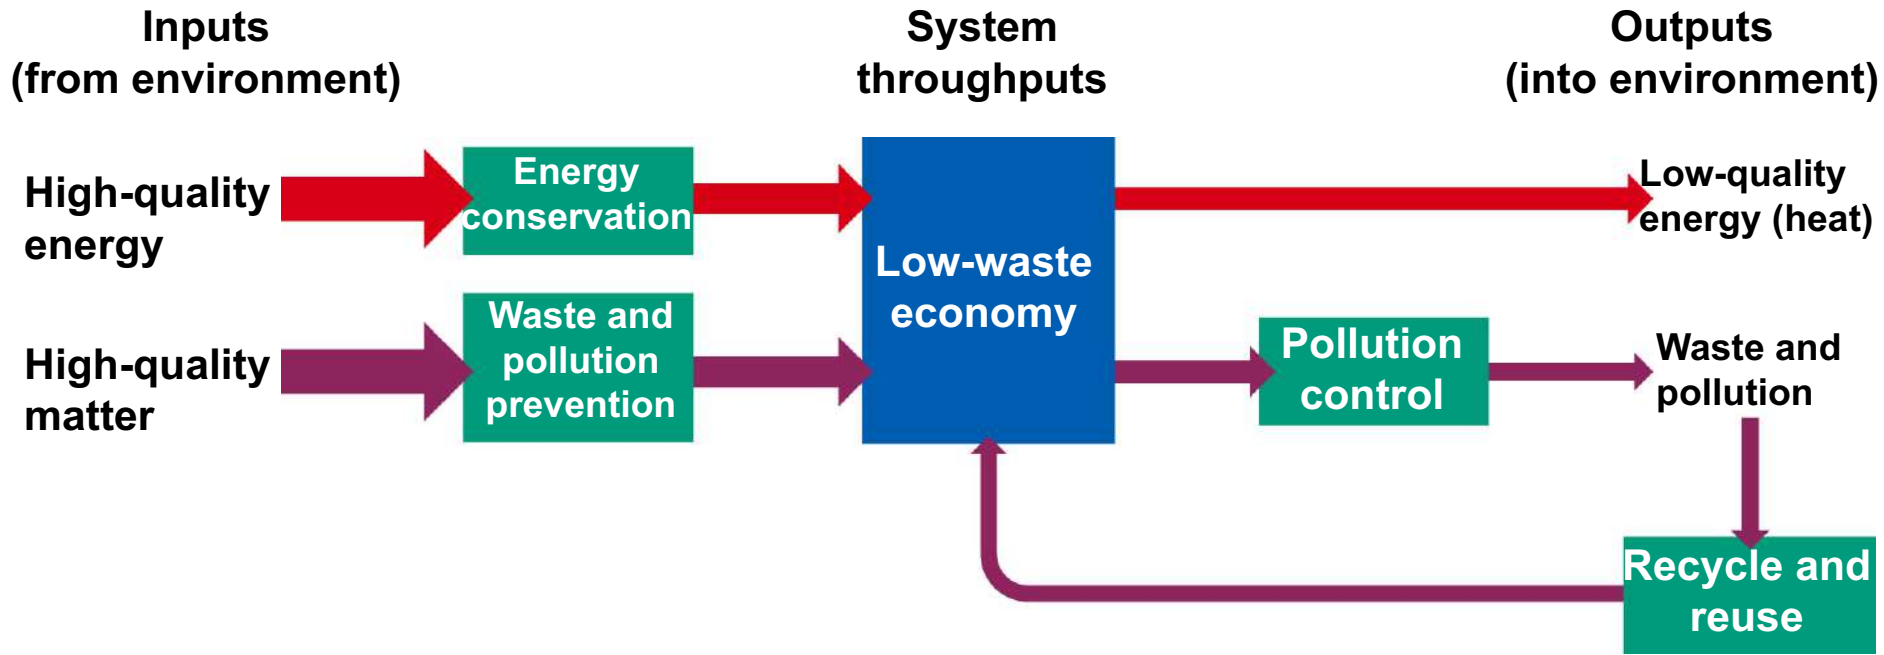 Inputs
(from environment)
System
throughputs
Outputs
(into environment)
High-quality
energy
Energy
conservation
Low-quality
energy (heat)
Low-waste
economy
High-quality
matter
Waste and
pollution
prevention
Pollution
control
Waste and
pollution
Recycle and
reuse